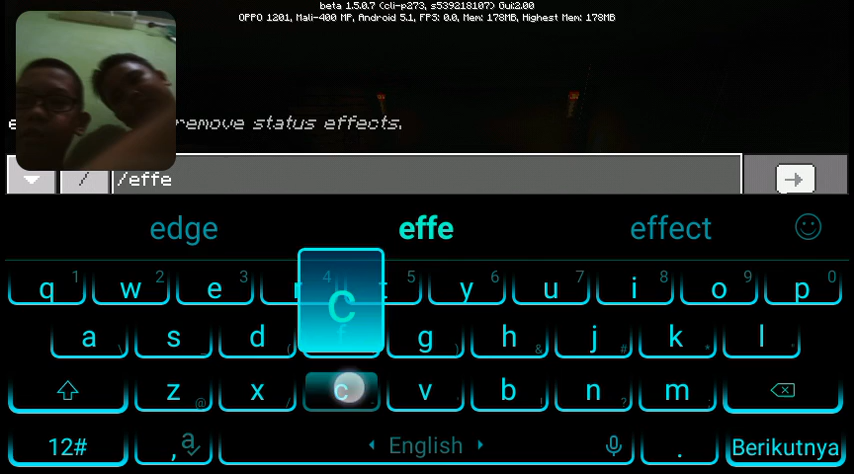 beta 1.5.0.7 (cli-p273, s539218107) Gui:2.00
OPPO 1201, Mali-400 MP, Android 5.1, FPS: 0.0, Mem: 178MB, Highest Mem: 178MB
remove status effects.
/ /effe
edge effe effect
q 1 w 2 e 3 r 4 t 5 y 6 u 7 i 8 o 9 p 0
C
a \ s _ d ( f g ) h & j # k * l
z @ x / c v b ! n ? m
12# , a English . Berikutnya